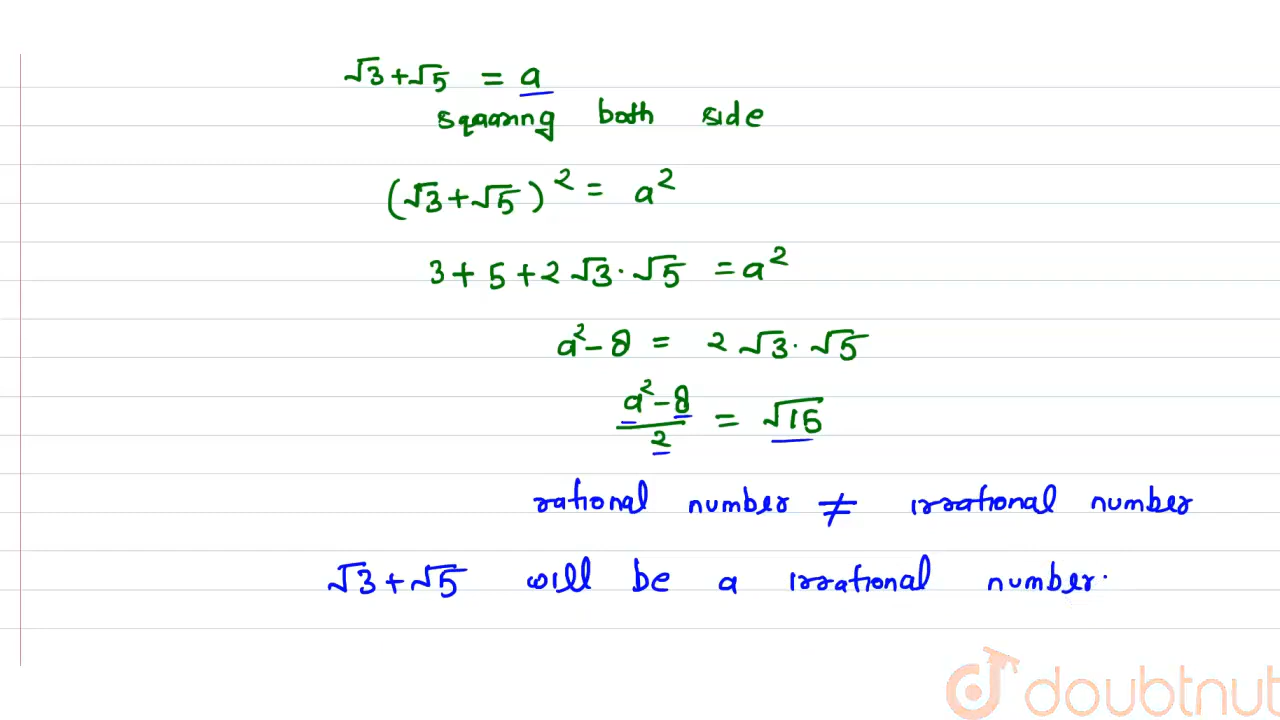 √3+√5 = a
squaring both side
(√3+√5)² = a²
3+5+2√3·√5 = a²
a²-8 = 2√3·√5
a²-8/2 = √15
rational number ≠ irrational number
√3+√5 will be a irrational number.
doubtnut